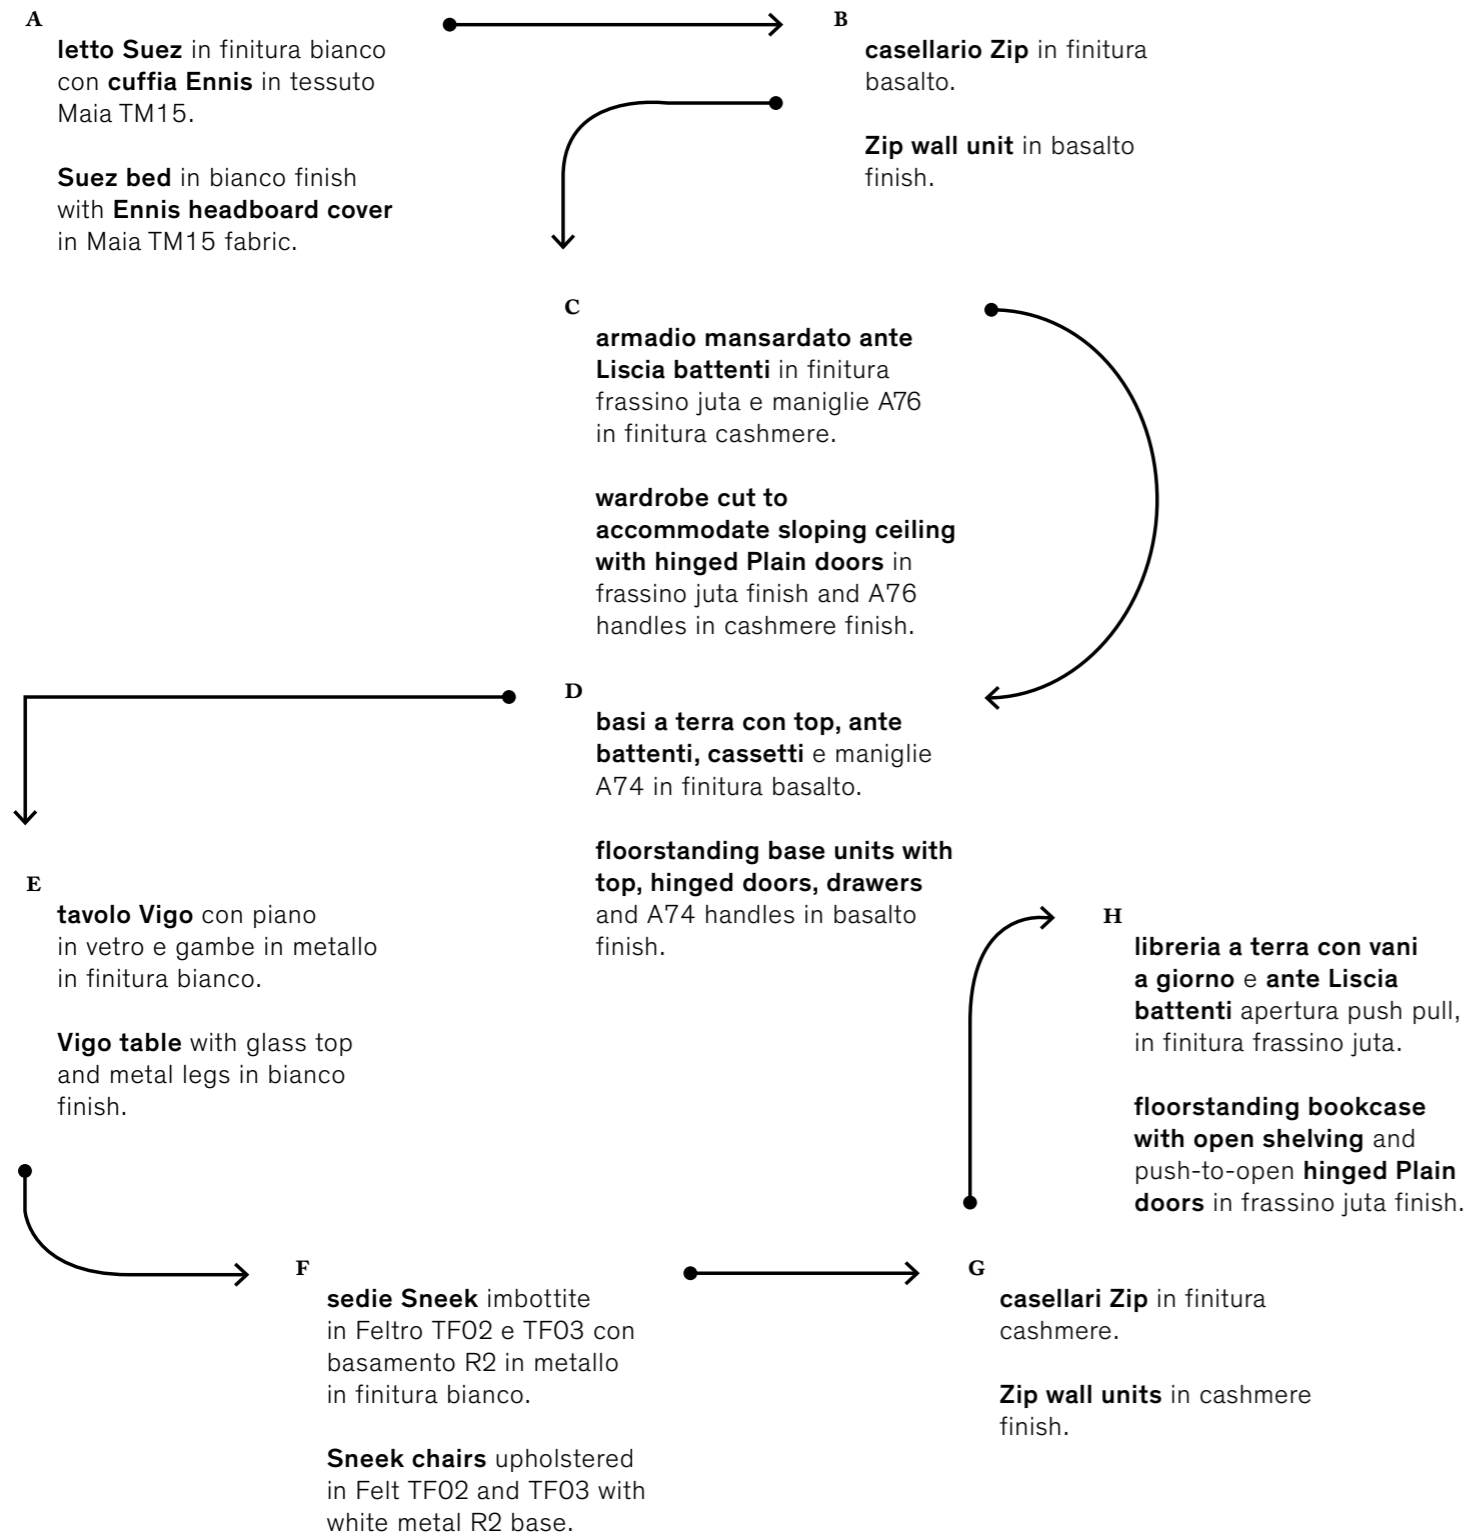 A
letto Suez in finitura bianco
con cuffia Ennis in tessuto
Maia TM15.
Suez bed in bianco finish
with Ennis headboard cover
in Maia TM15 fabric.
B
casellario Zip in finitura
basalto.
Zip wall unit in basalto
finish.
C
armadio mansardato ante
Liscia battenti in finitura
frassino juta e maniglie A76
in finitura cashmere.
wardrobe cut to
accommodate sloping ceiling
with hinged Plain doors in
frassino juta finish and A76
handles in cashmere finish.
D
basi a terra con top, ante
battenti, cassetti e maniglie
A74 in finitura basalto.
floorstanding base units with
top, hinged doors, drawers
and A74 handles in basalto
finish.
E
tavolo Vigo con piano
in vetro e gambe in metallo
in finitura bianco.
Vigo table with glass top
and metal legs in bianco
finish.
F
sedie Sneek imbottite
in Feltro TF02 e TF03 con
basamento R2 in metallo
in finitura bianco.
Sneek chairs upholstered
in Felt TF02 and TF03 with
white metal R2 base.
G
casellari Zip in finitura
cashmere.
Zip wall units in cashmere
finish.
H
libreria a terra con vani
a giorno e ante Liscia
battenti apertura push pull,
in finitura frassino juta.
floorstanding bookcase
with open shelving and
push-to-open hinged Plain
doors in frassino juta finish.